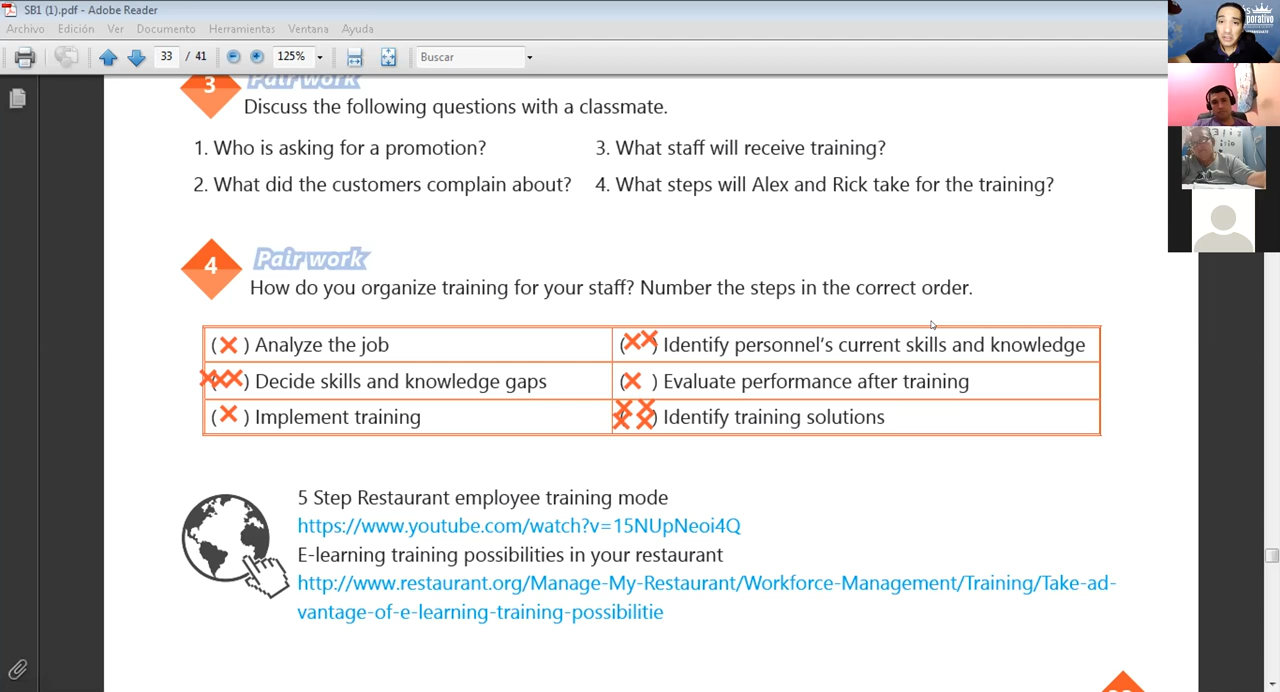 SB1 (1).pdf - Adobe Reader
Archivo Edición Ver Documento Herramientas Ventana Ayuda
33 / 41 125% Buscar
3 Pair work
Discuss the following questions with a classmate.
1. Who is asking for a promotion? 3. What staff will receive training?
2. What did the customers complain about? 4. What steps will Alex and Rick take for the training?
4 Pair work
How do you organize training for your staff? Number the steps in the correct order.
( ) Analyze the job ( ) Identify personnel's current skills and knowledge
( ) Decide skills and knowledge gaps ( ) Evaluate performance after training
( ) Implement training ( ) Identify training solutions
5 Step Restaurant employee training mode
https://www.youtube.com/watch?v=15NUpNeoi4Q
E-learning training possibilities in your restaurant
http://www.restaurant.org/Manage-My-Restaurant/Workforce-Management/Training/Take-ad-
vantage-of-e-learning-training-possibilitie